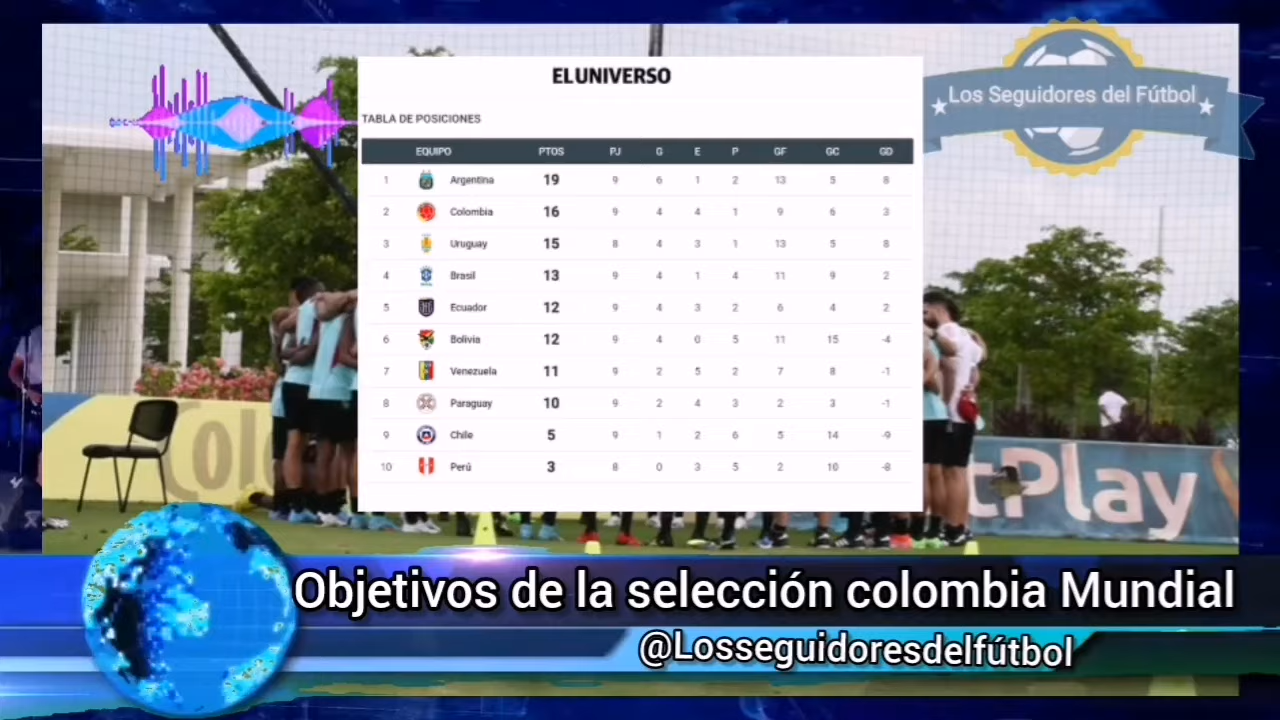 ELUNIVERSO
Los Seguidores del Fútbol
TABLA DE POSICIONES
EQUIPO PTOS PJ G E P GF GC GD
1 Argentina 19 9 6 1 2 13 5 8
2 Colombia 16 9 4 4 1 9 6 3
3 Uruguay 15 8 4 3 1 13 5 8
4 Brasil 13 9 4 1 4 11 9 2
5 Ecuador 12 9 4 3 2 6 4 2
6 Bolivia 12 9 4 0 5 11 15 -4
7 Venezuela 11 9 2 5 2 7 8 -1
8 Paraguay 10 9 2 4 3 2 3 -1
9 Chile 5 9 1 2 6 5 14 -9
10 Perú 3 8 0 3 5 2 10 -8
Col
tPlay
Objetivos de la selección colombia Mundial
@Losseguidoresdelfútbol